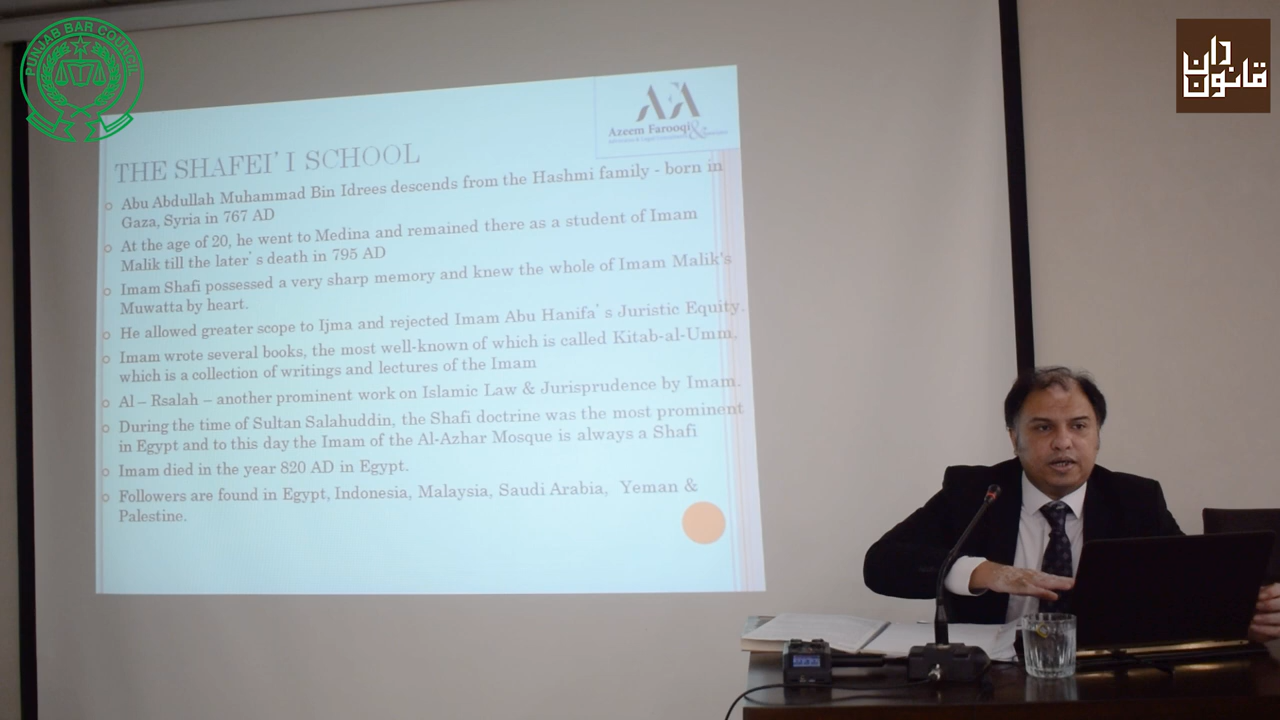 PUNJAB BAR COUNCIL
قانون دان
AFA
Azeem Farooqi &
THE SHAFEI' I SCHOOL
Abu Abdullah Muhammad Bin Idrees descends from the Hashmi family - born in
Gaza, Syria in 767 AD
At the age of 20, he went to Medina and remained there as a student of Imam
Malik till the later's death in 795 AD
Imam Shafi possessed a very sharp memory and knew the whole of Imam Malik's
Muwatta by heart.
He allowed greater scope to Ijma and rejected Imam Abu Hanifa's Juristic Equity.
Imam wrote several books, the most well-known of which is called Kitab-al-Umm,
which is a collection of writings and lectures of the Imam
Al – Rsalah – another prominent work on Islamic Law & Jurisprudence by Imam.
During the time of Sultan Salahuddin, the Shafi doctrine was the most prominent
in Egypt and to this day the Imam of the Al-Azhar Mosque is always a Shafi
Imam died in the year 820 AD in Egypt.
Followers are found in Egypt, Indonesia, Malaysia, Saudi Arabia, Yeman &
Palestine.